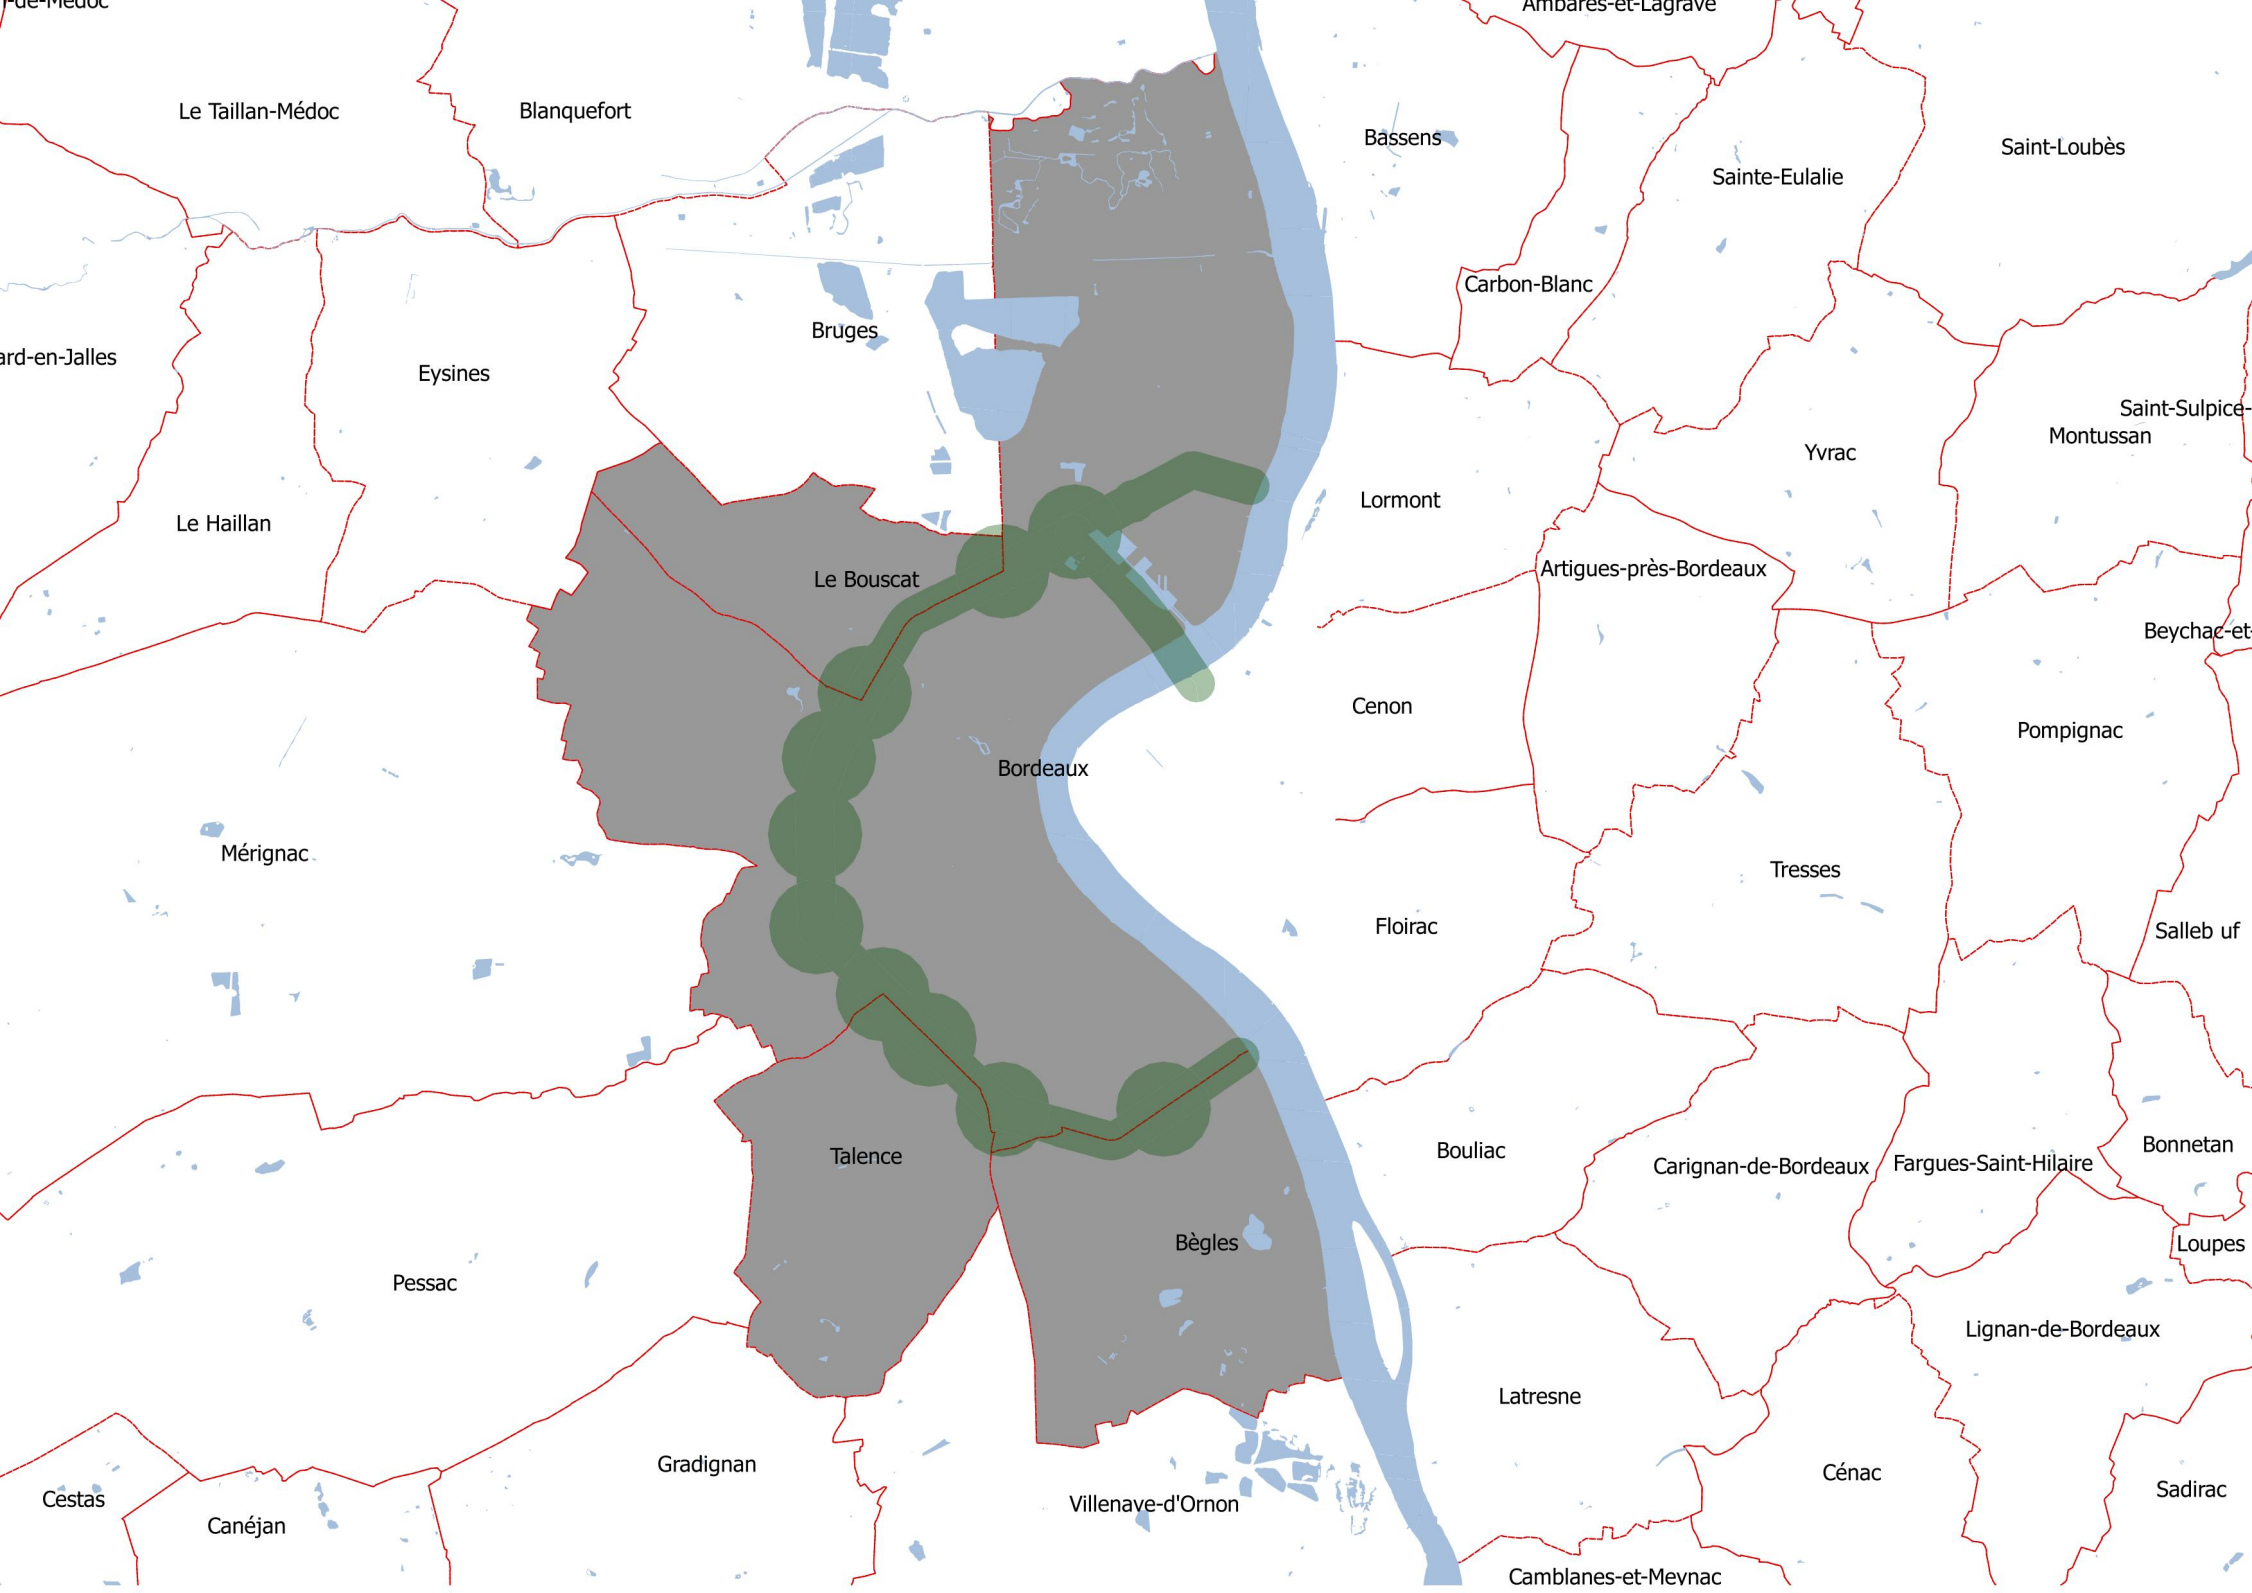 -de-Médoc
Ambarès-et-Lagrave
Le Taillan-Médoc
Blanquefort
Bassens
Saint-Loubès
Sainte-Eulalie
Carbon-Blanc
Bruges
ard-en-Jalles
Eysines
Saint-Sulpice-
Montussan
Yvrac
Lormont
Le Haillan
Artigues-près-Bordeaux
Le Bouscat
Beychac-et-
Cenon
Pompignac
Bordeaux
Mérignac
Tresses
Floirac
Salleb uf
Bonnetan
Bouliac
Talence
Carignan-de-Bordeaux
Fargues-Saint-Hilaire
Bègles
Loupes
Pessac
Lignan-de-Bordeaux
Latresne
Gradignan
Cénac
Sadirac
Cestas
Villenave-d'Ornon
Canéjan
Camblanes-et-Meynac